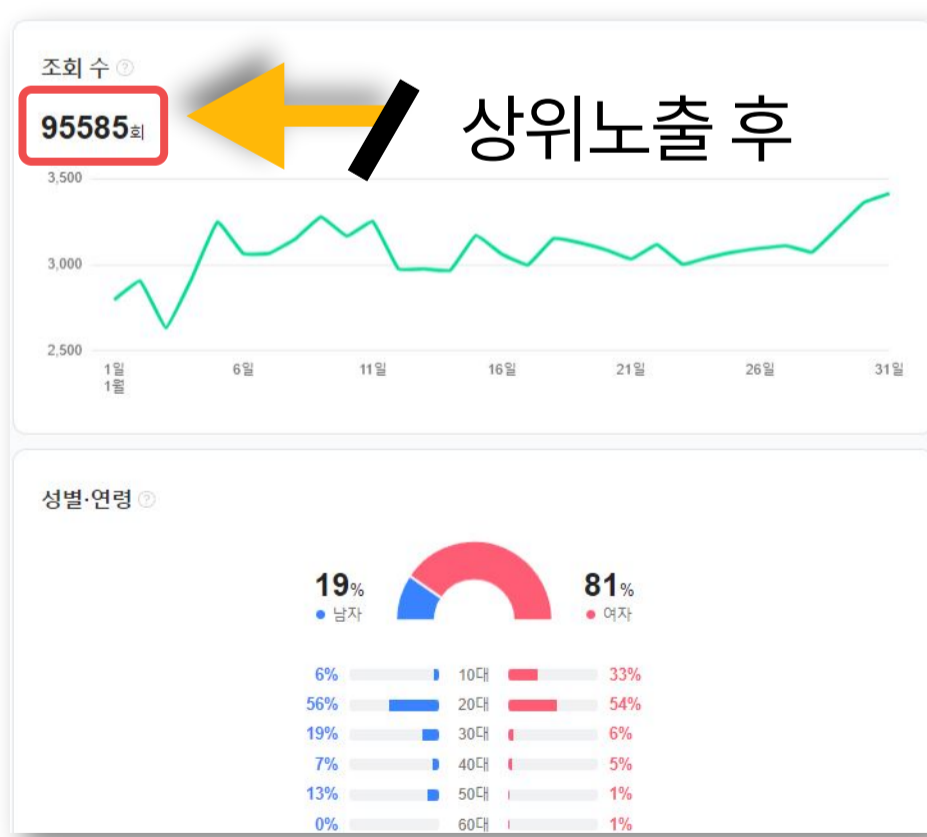 조회 수 ?
95585회
상위노출 후
3,500
3,000
2,500
1일 6일 11일 16일 21일 26일 31일
1월
성별·연령 ?
19% 81%
남자 여자
6% 10대 33%
56% 20대 54%
19% 30대 6%
7% 40대 5%
13% 50대 1%
0% 60대 1%